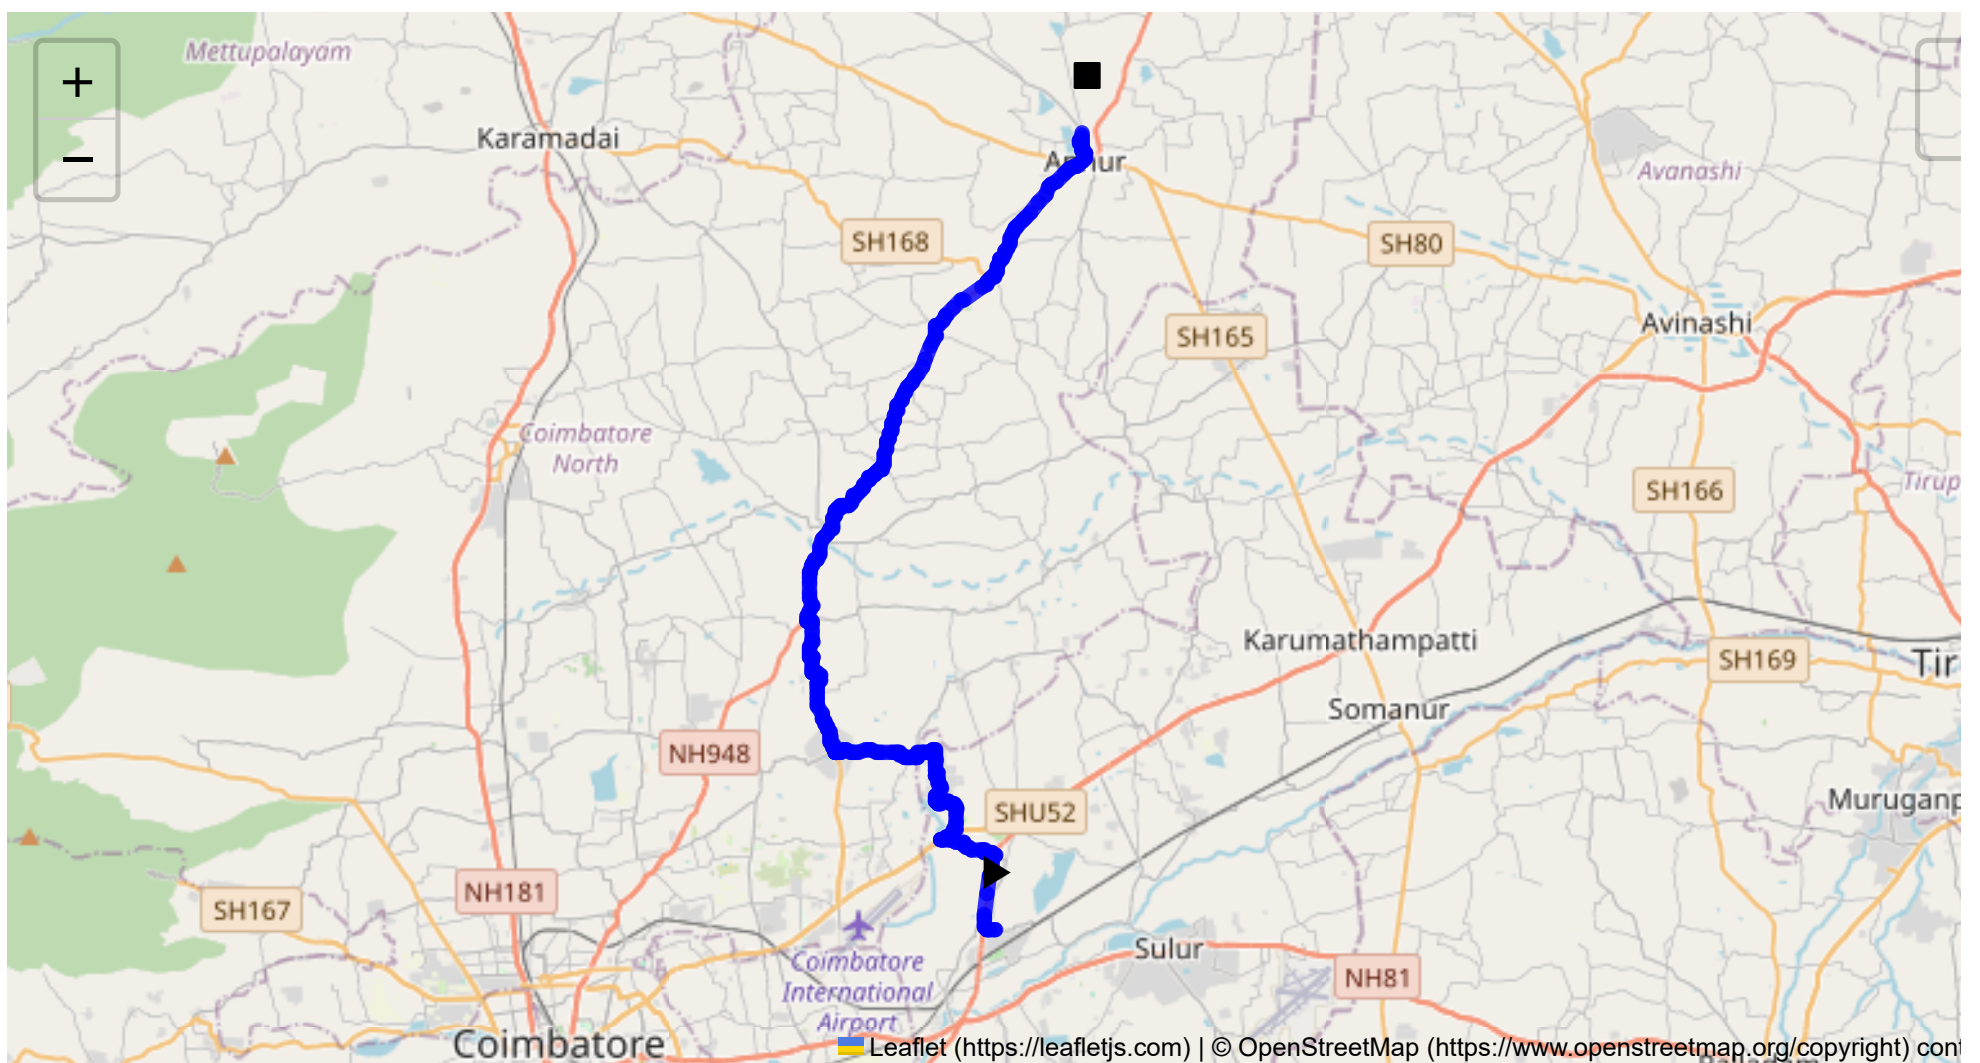 Mettupalayam
+
−
Karamadai
Annur
Avanashi
SH168
SH80
SH165
Avinashi
Coimbatore
North
SH166
Tirup
Karumathampatti
SH169
Tir
Somanur
NH948
SHU52
Muruganp
NH181
SH167
Sulur
Coimbatore
International
Airport
NH81
Coimbatore
Leaflet (https://leafletjs.com) | © OpenStreetMap (https://www.openstreetmap.org/copyright) cont